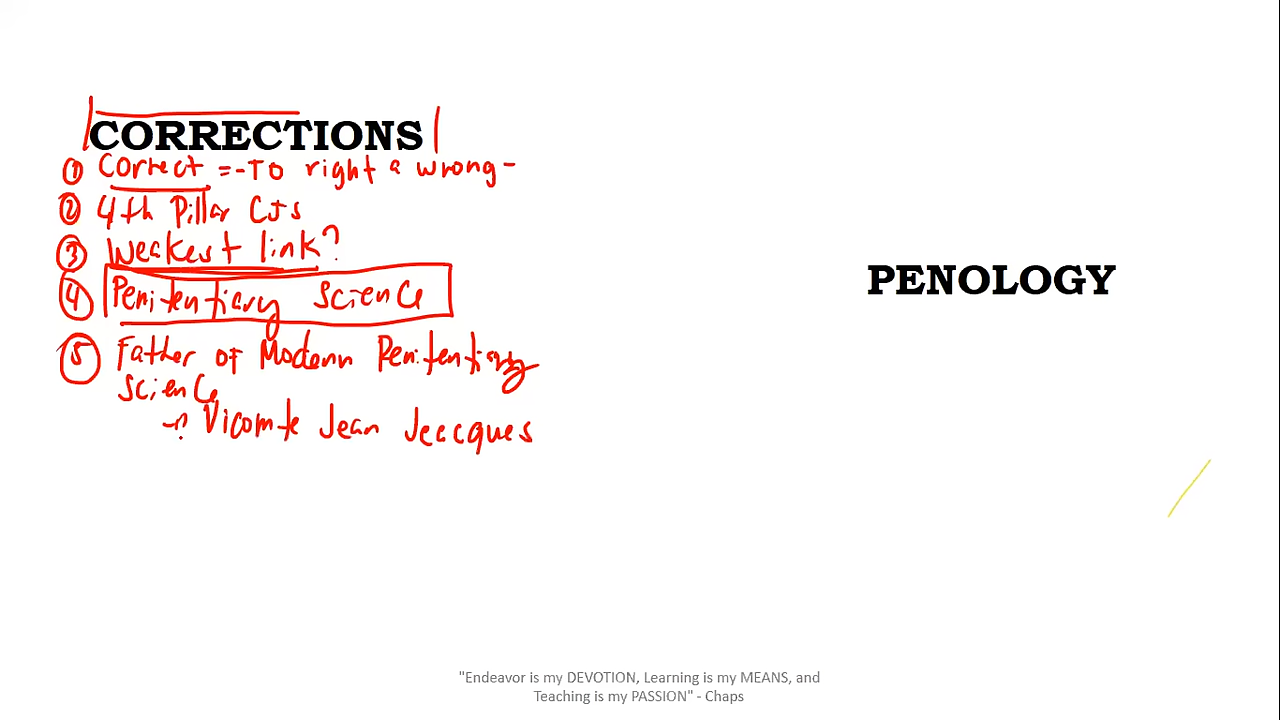 CORRECTIONS
① Correct = - To right a wrong -
② 4th Pillar CJS
③ Weakest link?
④ Penitentiary Science
⑤ Father of Modern Penitentiary
Science
Vicomte Jean Jacques
PENOLOGY
"Endeavor is my DEVOTION, Learning is my MEANS, and
Teaching is my PASSION" - Chaps